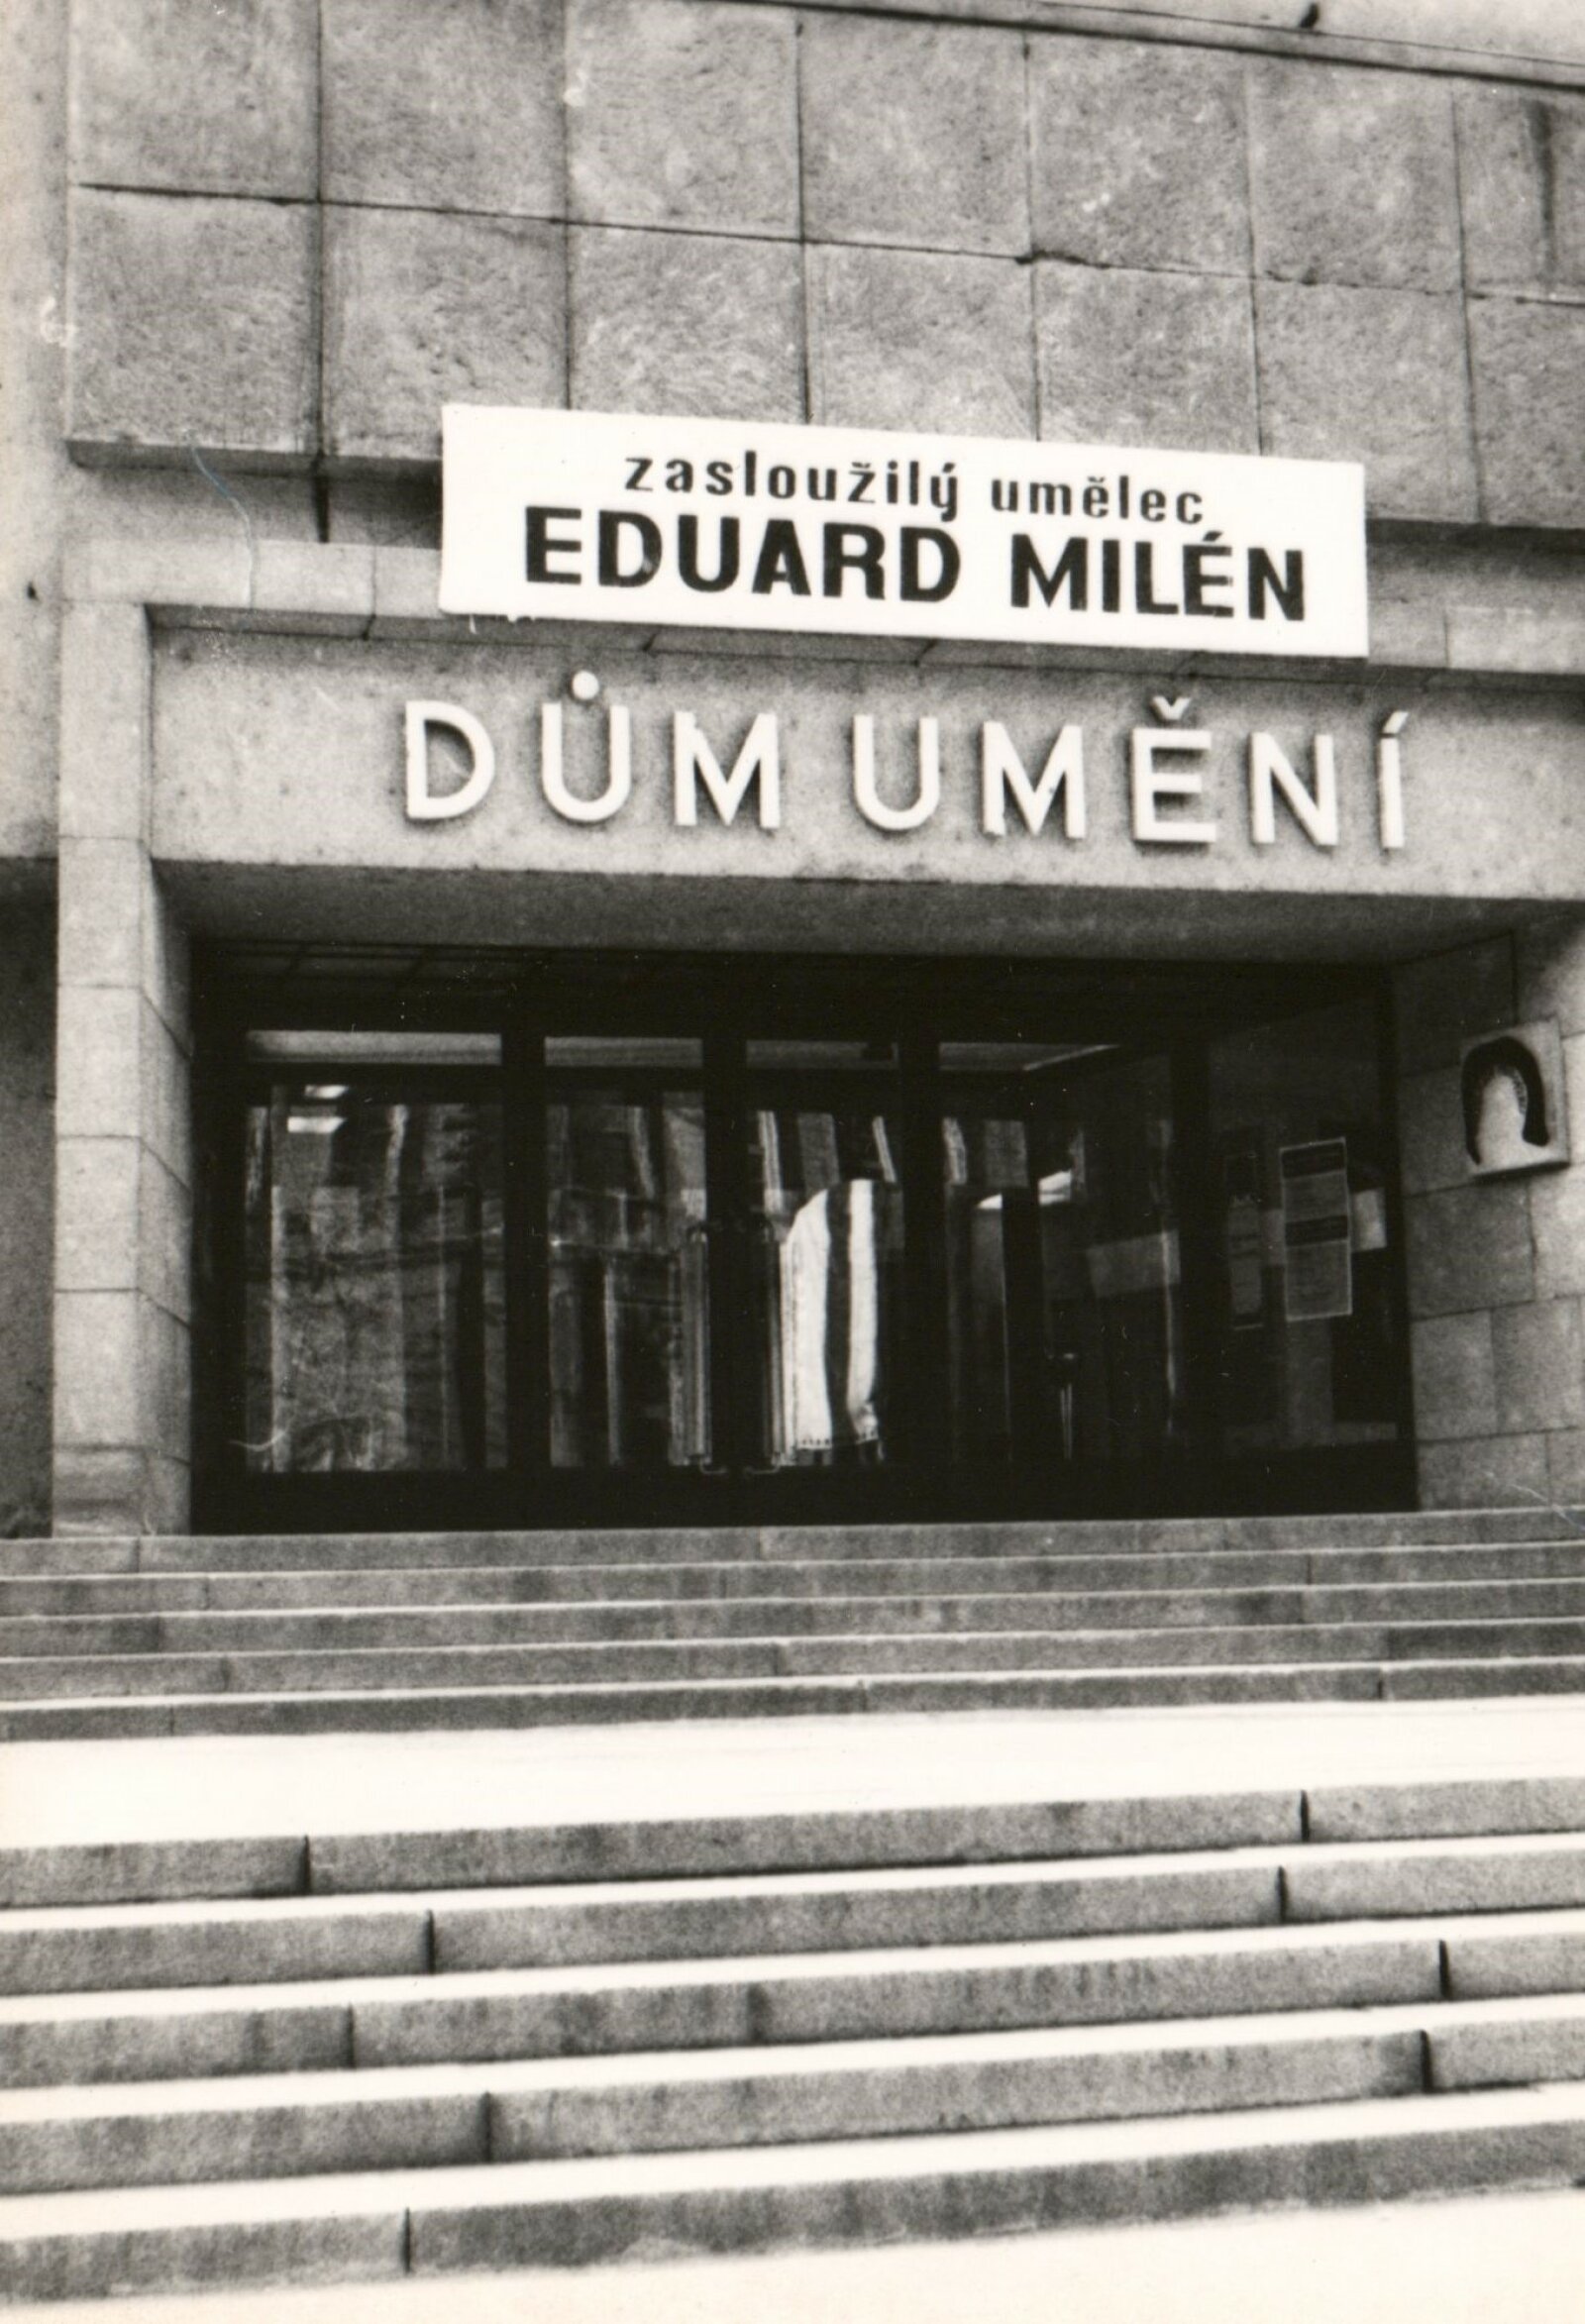 zasloužilý umělec
EDUARD MILÉN
DŮM UMĚNÍ